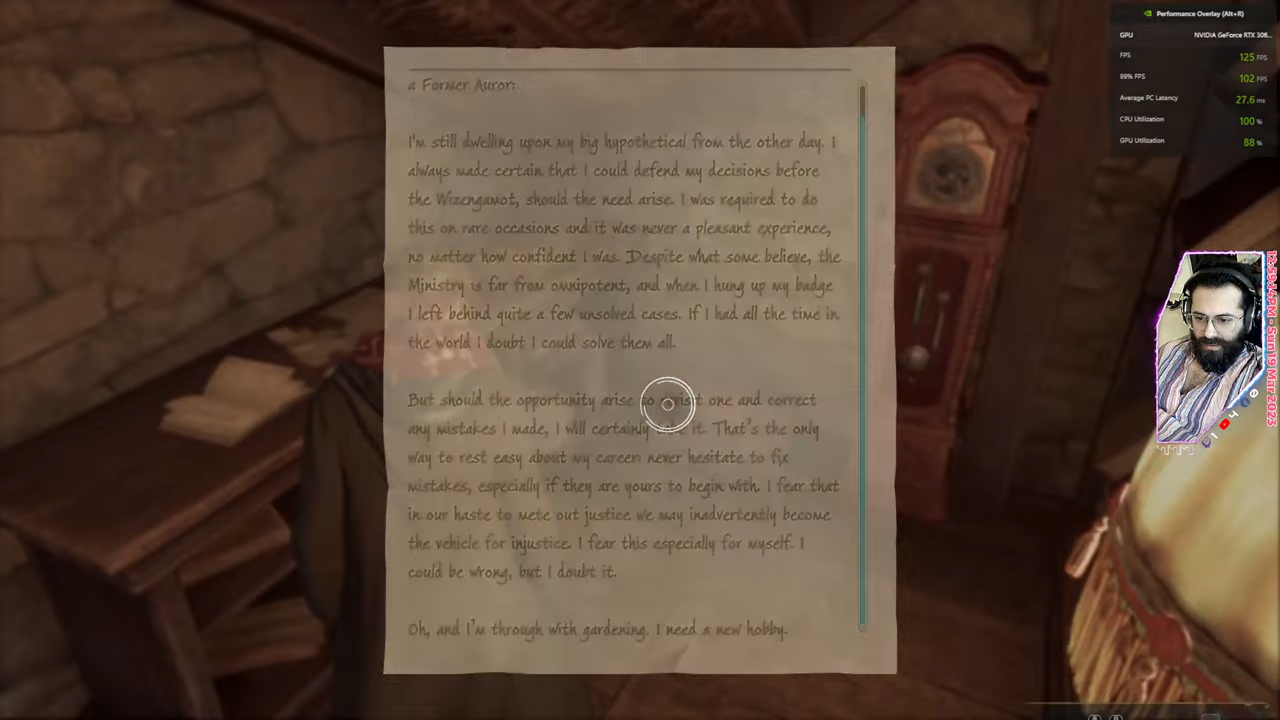 a Former Auror:
I'm still dwelling upon my big hypothetical from the other day. I
always made certain that I could defend my decisions before
the Wizengamot, should the need arise. I was required to do
this on rare occasions and it was never a pleasant experience,
no matter how confident I was. Despite what some believe, the
Ministry is far from omnipotent, and when I hung up my badge
I left behind quite a few unsolved cases. If I had all the time in
the world I doubt I could solve them all.
But should the opportunity arise to revisit one and correct
any mistakes I made, I will certainly take it. That's the only
way to rest easy about my career never hesitate to fix
mistakes, especially if they are yours to begin with. I fear that
in our haste to mete out justice we may inadvertently become
the vehicle for injustice. I fear this especially for myself. I
could be wrong, but I doubt it.
Oh, and I'm through with gardening. I need a new hobby.
Performance Overlay (Alt+R)
GPU NVIDIA GeForce RTX 306...
FPS 125 FPS
99% FPS 102 FPS
Average PC Latency 27.6 ms
CPU Utilization 100 %
GPU Utilization 88 %